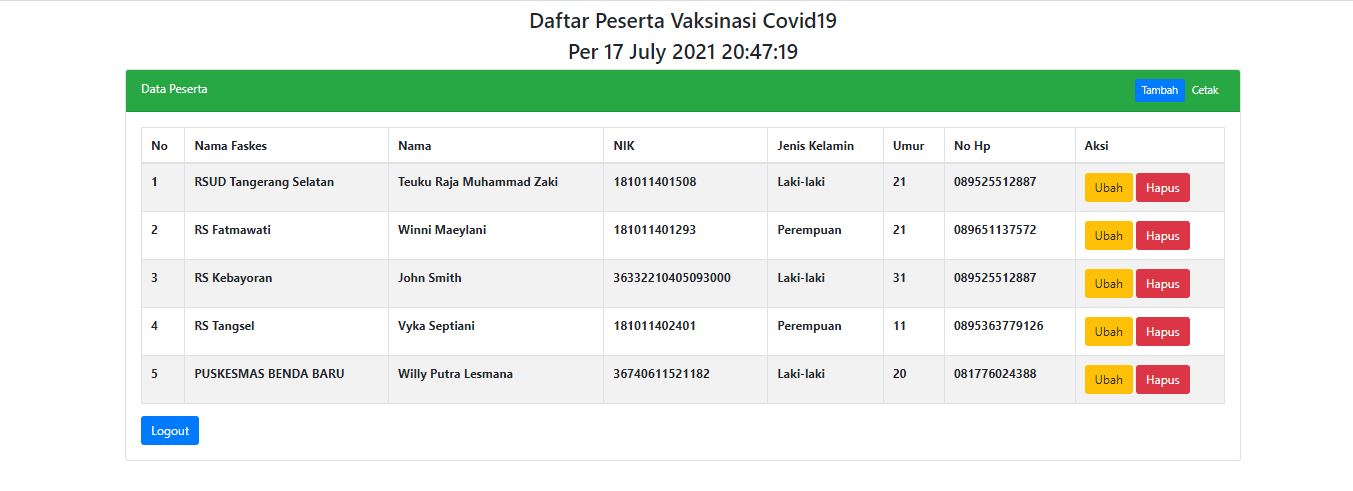 Daftar Peserta Vaksinasi Covid19
Per 17 July 2021 20:47:19
Data Peserta Tambah Cetak
No Nama Faskes Nama NIK Jenis Kelamin Umur No Hp Aksi
1 RSUD Tangerang Selatan Teuku Raja Muhammad Zaki 181011401508 Laki-laki 21 089525512887 Ubah Hapus
2 RS Fatmawati Winni Maeylani 181011401293 Perempuan 21 089651137572 Ubah Hapus
3 RS Kebayoran John Smith 36332210405093000 Laki-laki 31 089525512887 Ubah Hapus
4 RS Tangsel Vyka Septiani 181011402401 Perempuan 11 0895363779126 Ubah Hapus
5 PUSKESMAS BENDA BARU Willy Putra Lesmana 36740611521182 Laki-laki 20 081776024388 Ubah Hapus
Logout